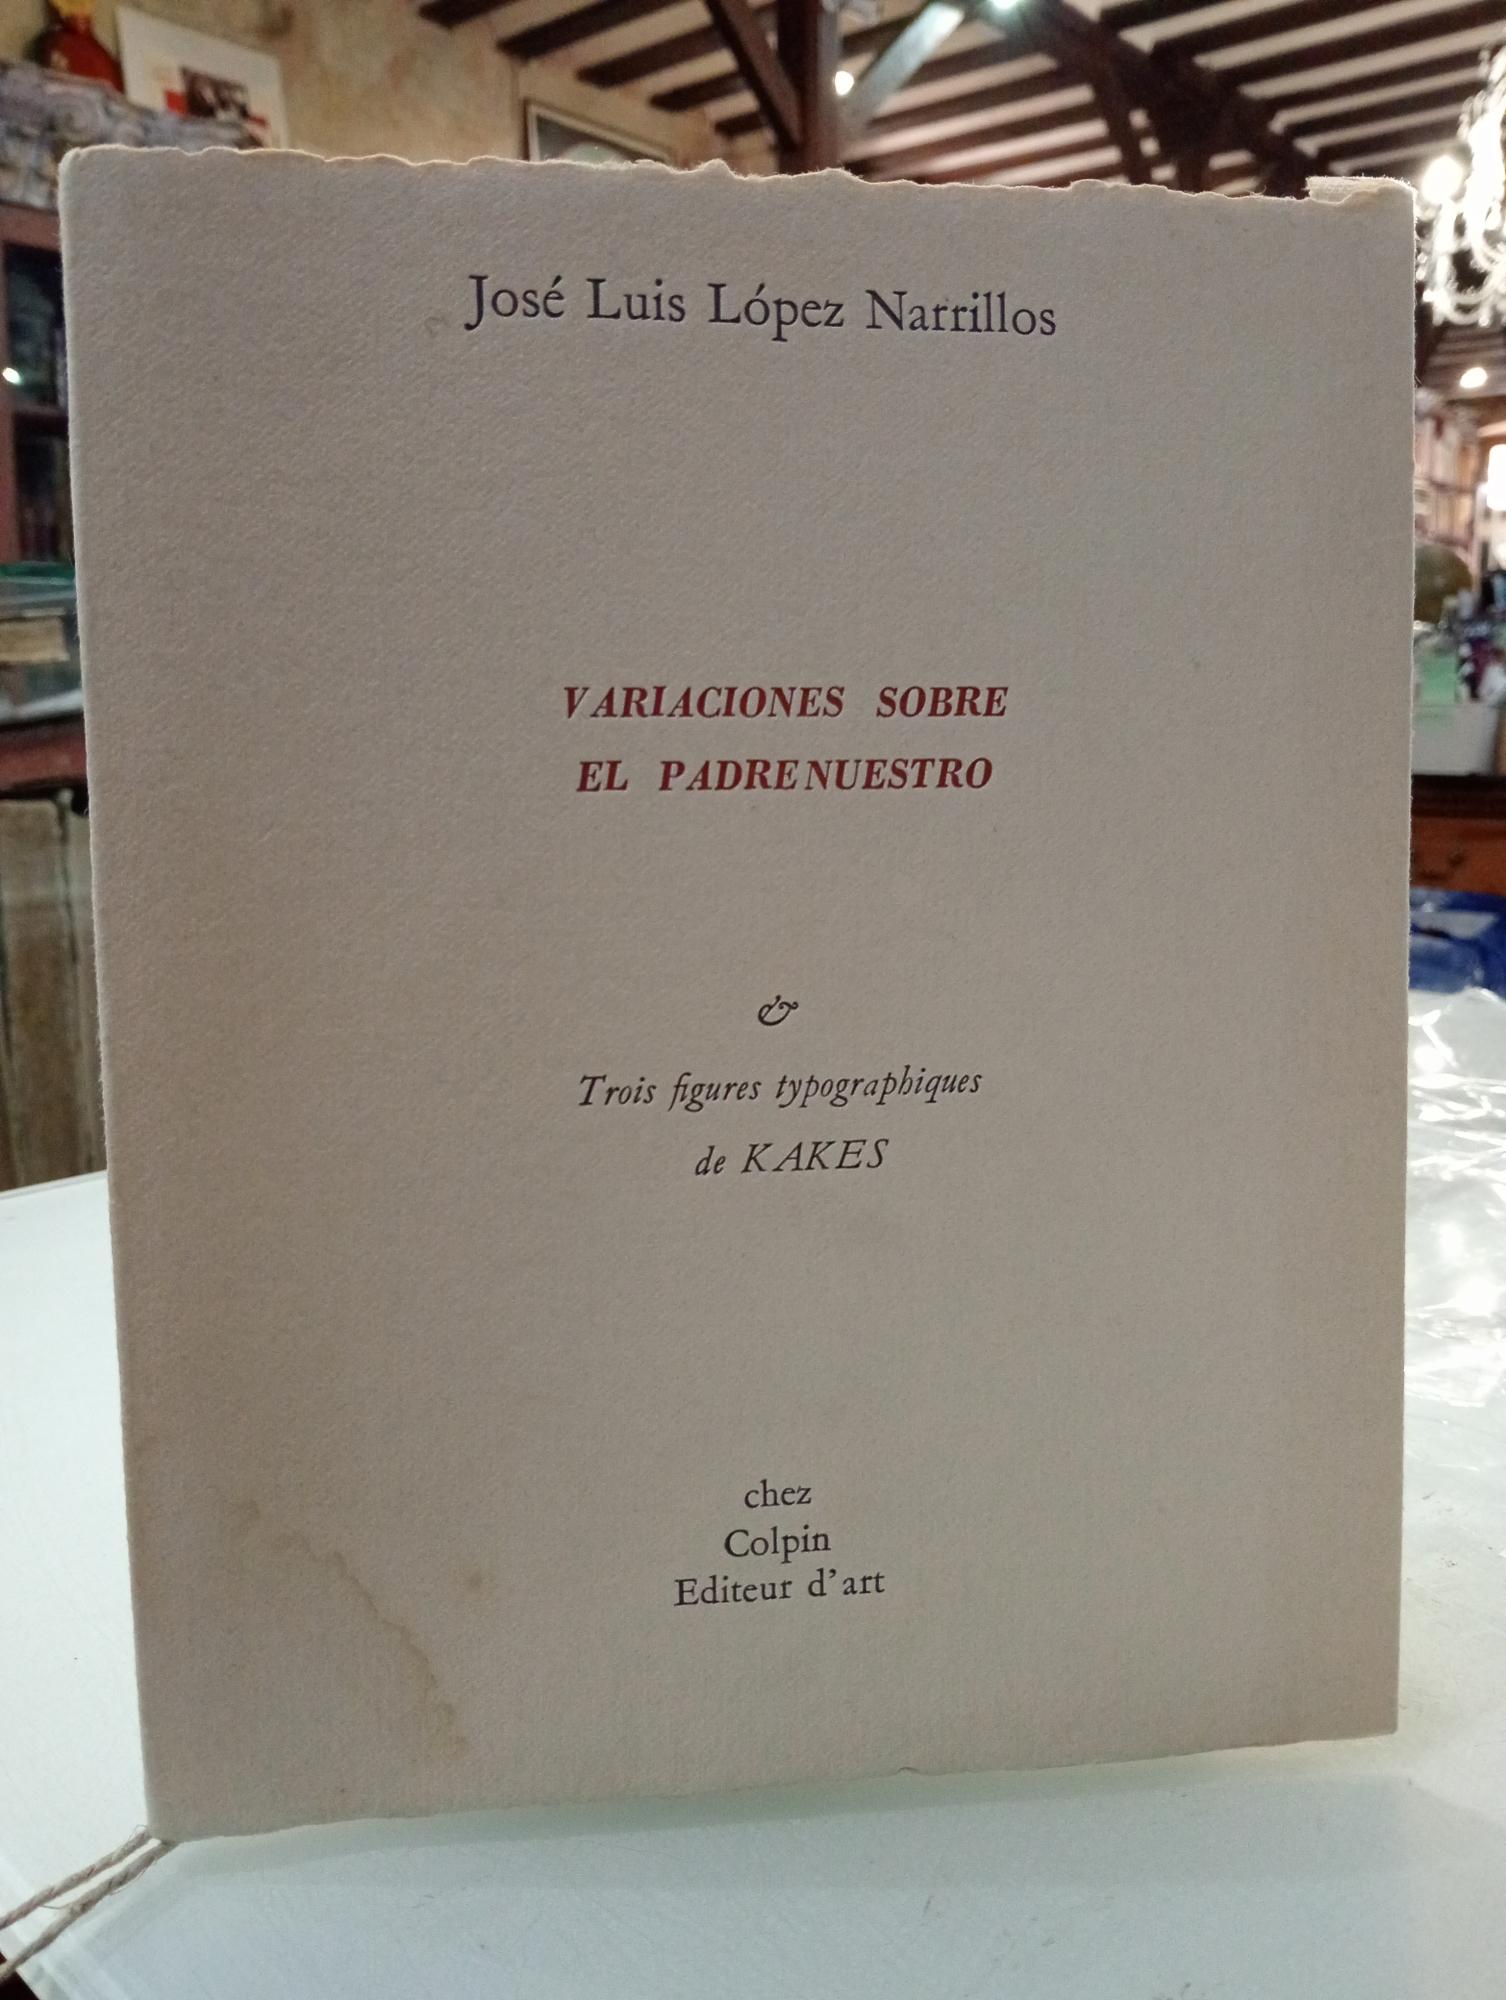 José Luis López Narrillos
VARIACIONES SOBRE
EL PADRENUESTRO
&
Trois figures typographiques
de KAKES
chez
Colpin
Editeur d'art